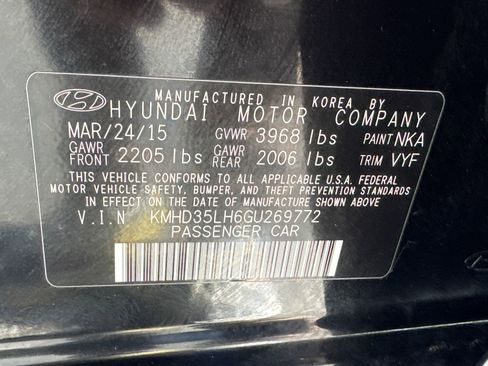 MANUFACTURED IN KOREA BY
HYUNDAI MOTOR COMPANY
MAR/24/15 GVWR 3968 lbs PAINT NKA
GAWR FRONT 2205 lbs GAWR REAR 2006 lbs TRIM VYF
THIS VEHICLE CONFORMS TO ALL APPLICABLE U.S.A. FEDERAL
MOTOR VEHICLE SAFETY, BUMPER, AND THEFT PREVENTION STANDARDS
IN EFFECT ON THE DATE OF MANUFACTURE SHOWN ABOVE.
V.I.N KMHD35LH6GU269772
PASSENGER CAR